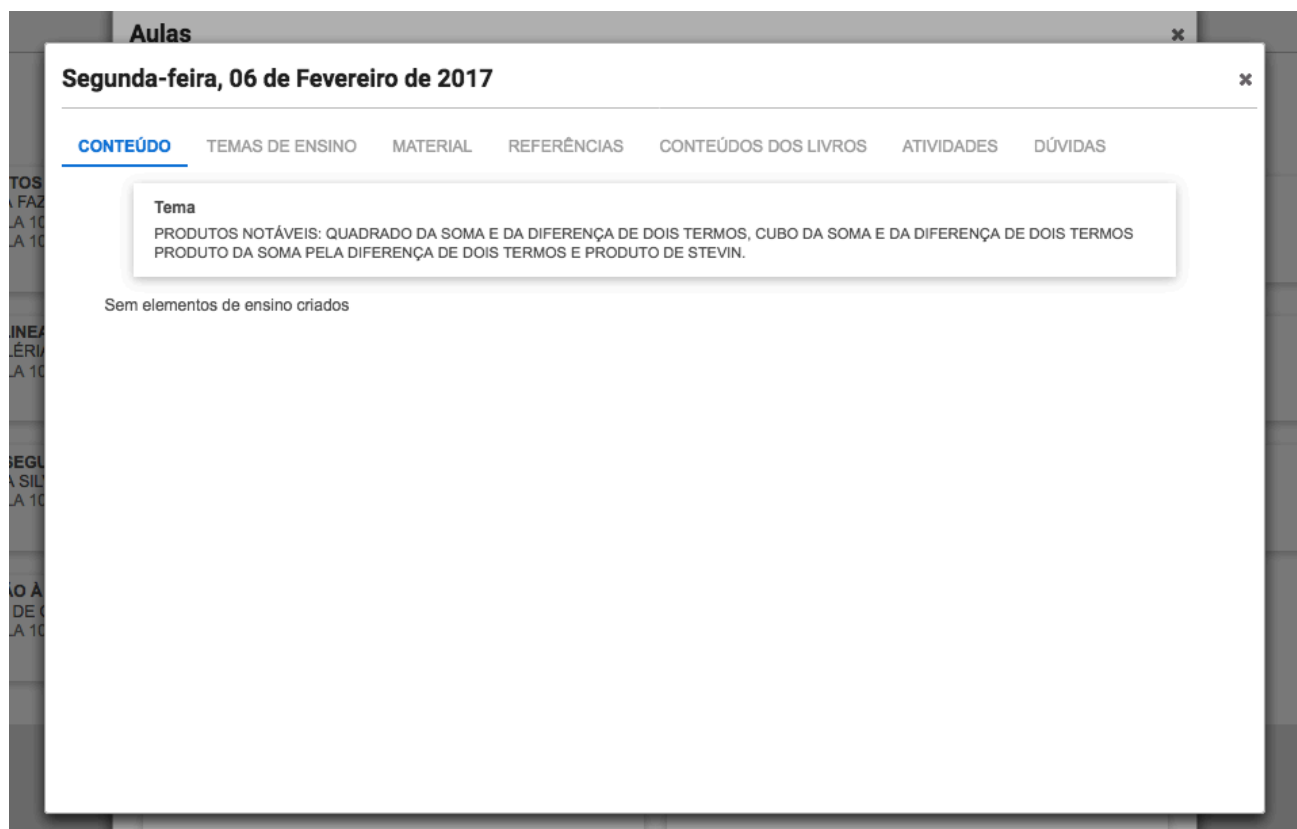 Aulas
Segunda-feira, 06 de Fevereiro de 2017
CONTEÚDO TEMAS DE ENSINO MATERIAL REFERÊNCIAS CONTEÚDOS DOS LIVROS ATIVIDADES DÚVIDAS
Tema
PRODUTOS NOTÁVEIS: QUADRADO DA SOMA E DA DIFERENÇA DE DOIS TERMOS, CUBO DA SOMA E DA DIFERENÇA DE DOIS TERMOS
PRODUTO DA SOMA PELA DIFERENÇA DE DOIS TERMOS E PRODUTO DE STEVIN.
Sem elementos de ensino criados